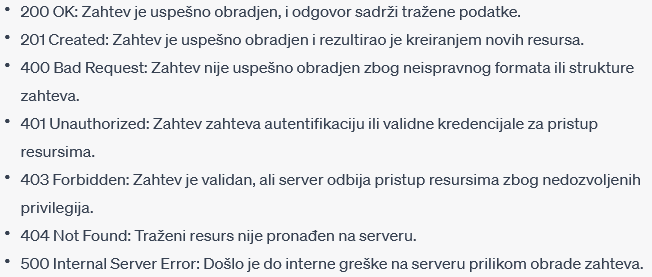 • 200 OK: Zahtev je uspešno obradjen, i odgovor sadrži tražene podatke.
• 201 Created: Zahtev je uspešno obradjen i rezultirao je kreiranjem novih resursa.
• 400 Bad Request: Zahtev nije uspešno obradjen zbog neispravnog formata ili strukture
zahteva.
• 401 Unauthorized: Zahtev zahteva autentifikaciju ili validne kredencijale za pristup
resursima.
• 403 Forbidden: Zahtev je validan, ali server odbija pristup resursima zbog nedozvoljenih
privilegija.
• 404 Not Found: Traženi resurs nije pronađen na serveru.
• 500 Internal Server Error: Došlo je do interne greške na serveru prilikom obrade zahteva.